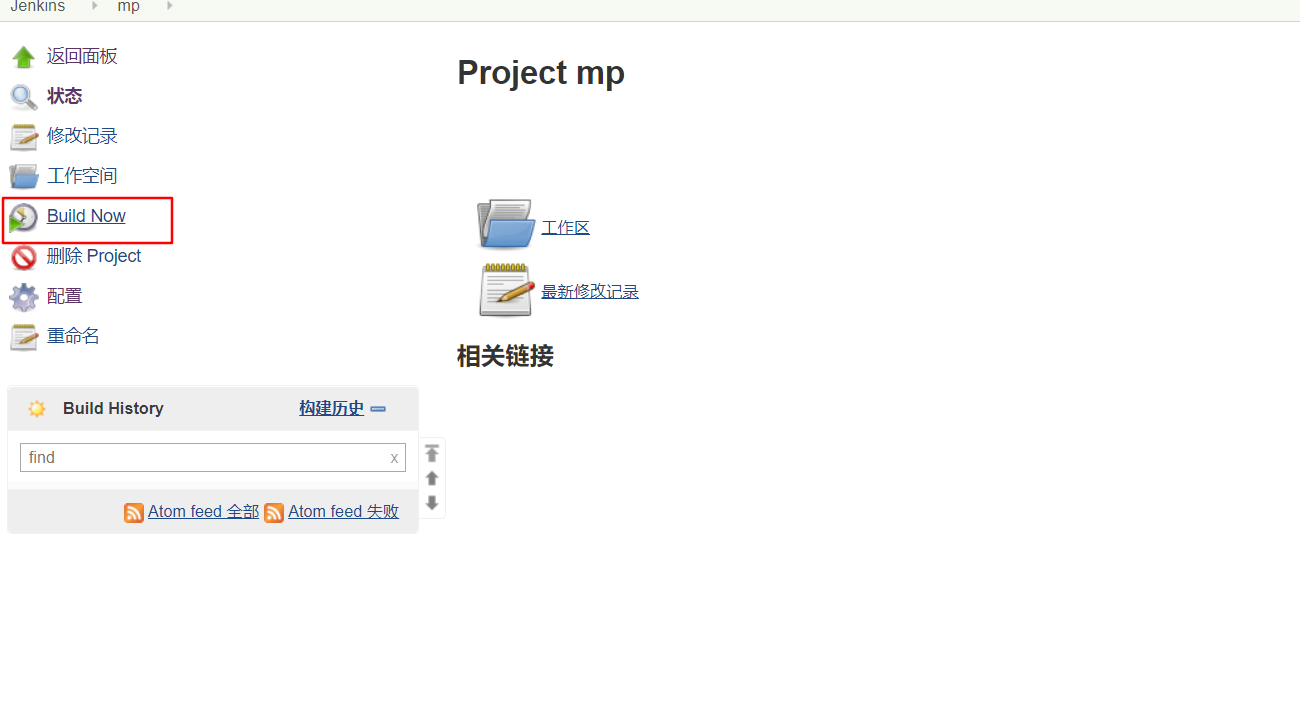 Jenkins mp
返回面板
状态
修改记录
工作空间
Build Now
删除 Project
配置
重命名
Build History 构建历史
find x
Atom feed 全部 Atom feed 失败
Project mp
工作区
最新修改记录
相关链接